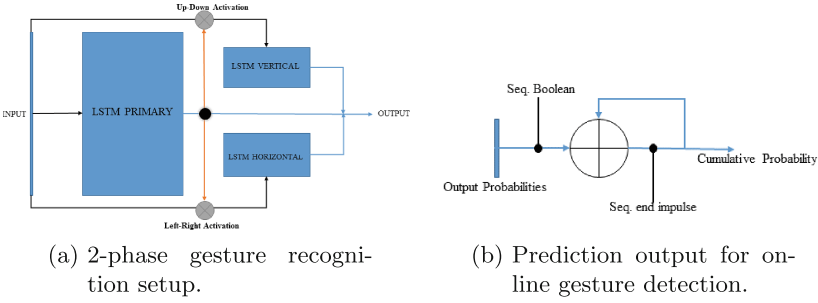 Up-Down Activation
LSTM VERTICAL
INPUT
LSTM PRIMARY
OUTPUT
LSTM HORIZONTAL
Left-Right Activation
(a) 2-phase gesture recogni-
tion setup.
Seq. Boolean
Cumulative Probability
Output Probabilities
Seq. end impulse
(b) Prediction output for on-
line gesture detection.